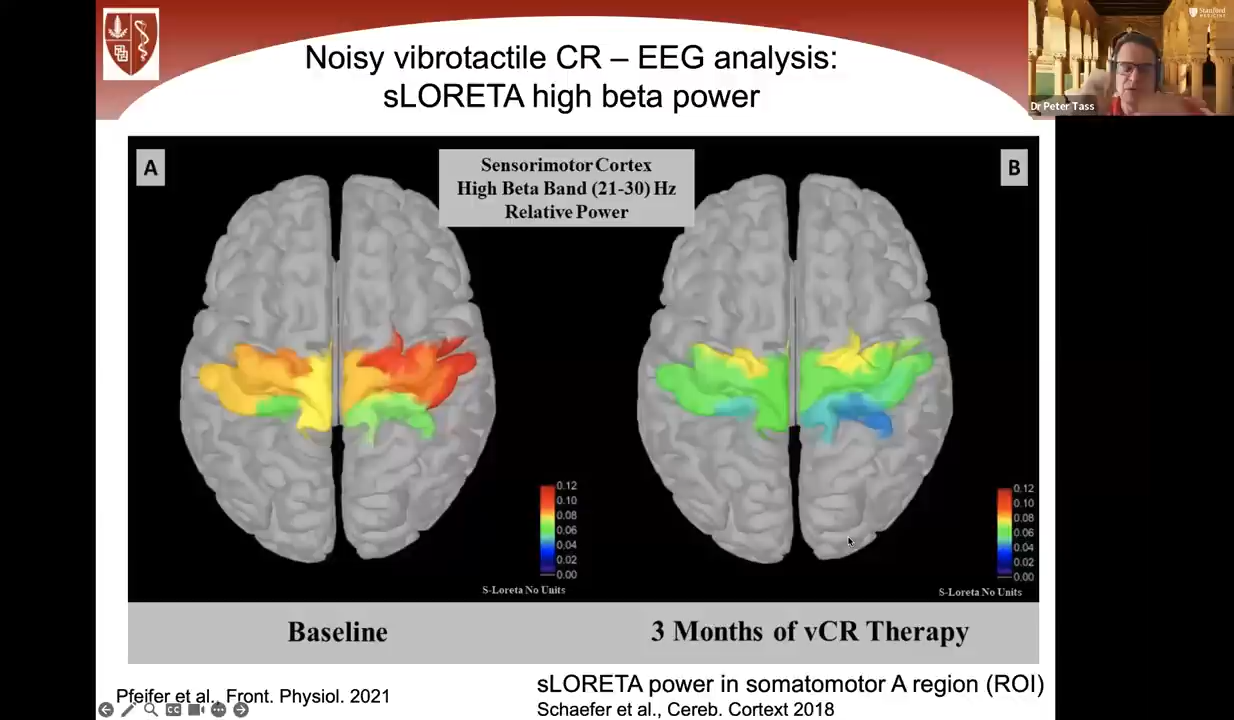 Noisy vibrotactile CR – EEG analysis:
sLORETA high beta power
Stanford
MEDICINE
Dr Peter Tass
A
Sensorimotor Cortex
High Beta Band (21-30) Hz
Relative Power
B
0.12
0.10
0.08
0.06
0.04
0.02
0.00
S-Loreta No Units
0.12
0.10
0.08
0.06
0.04
0.02
0.00
S-Loreta No Units
Baseline
3 Months of vCR Therapy
Pfeifer et al., Front. Physiol. 2021
sLORETA power in somatomotor A region (ROI)
Schaefer et al., Cereb. Cortex 2018
CC